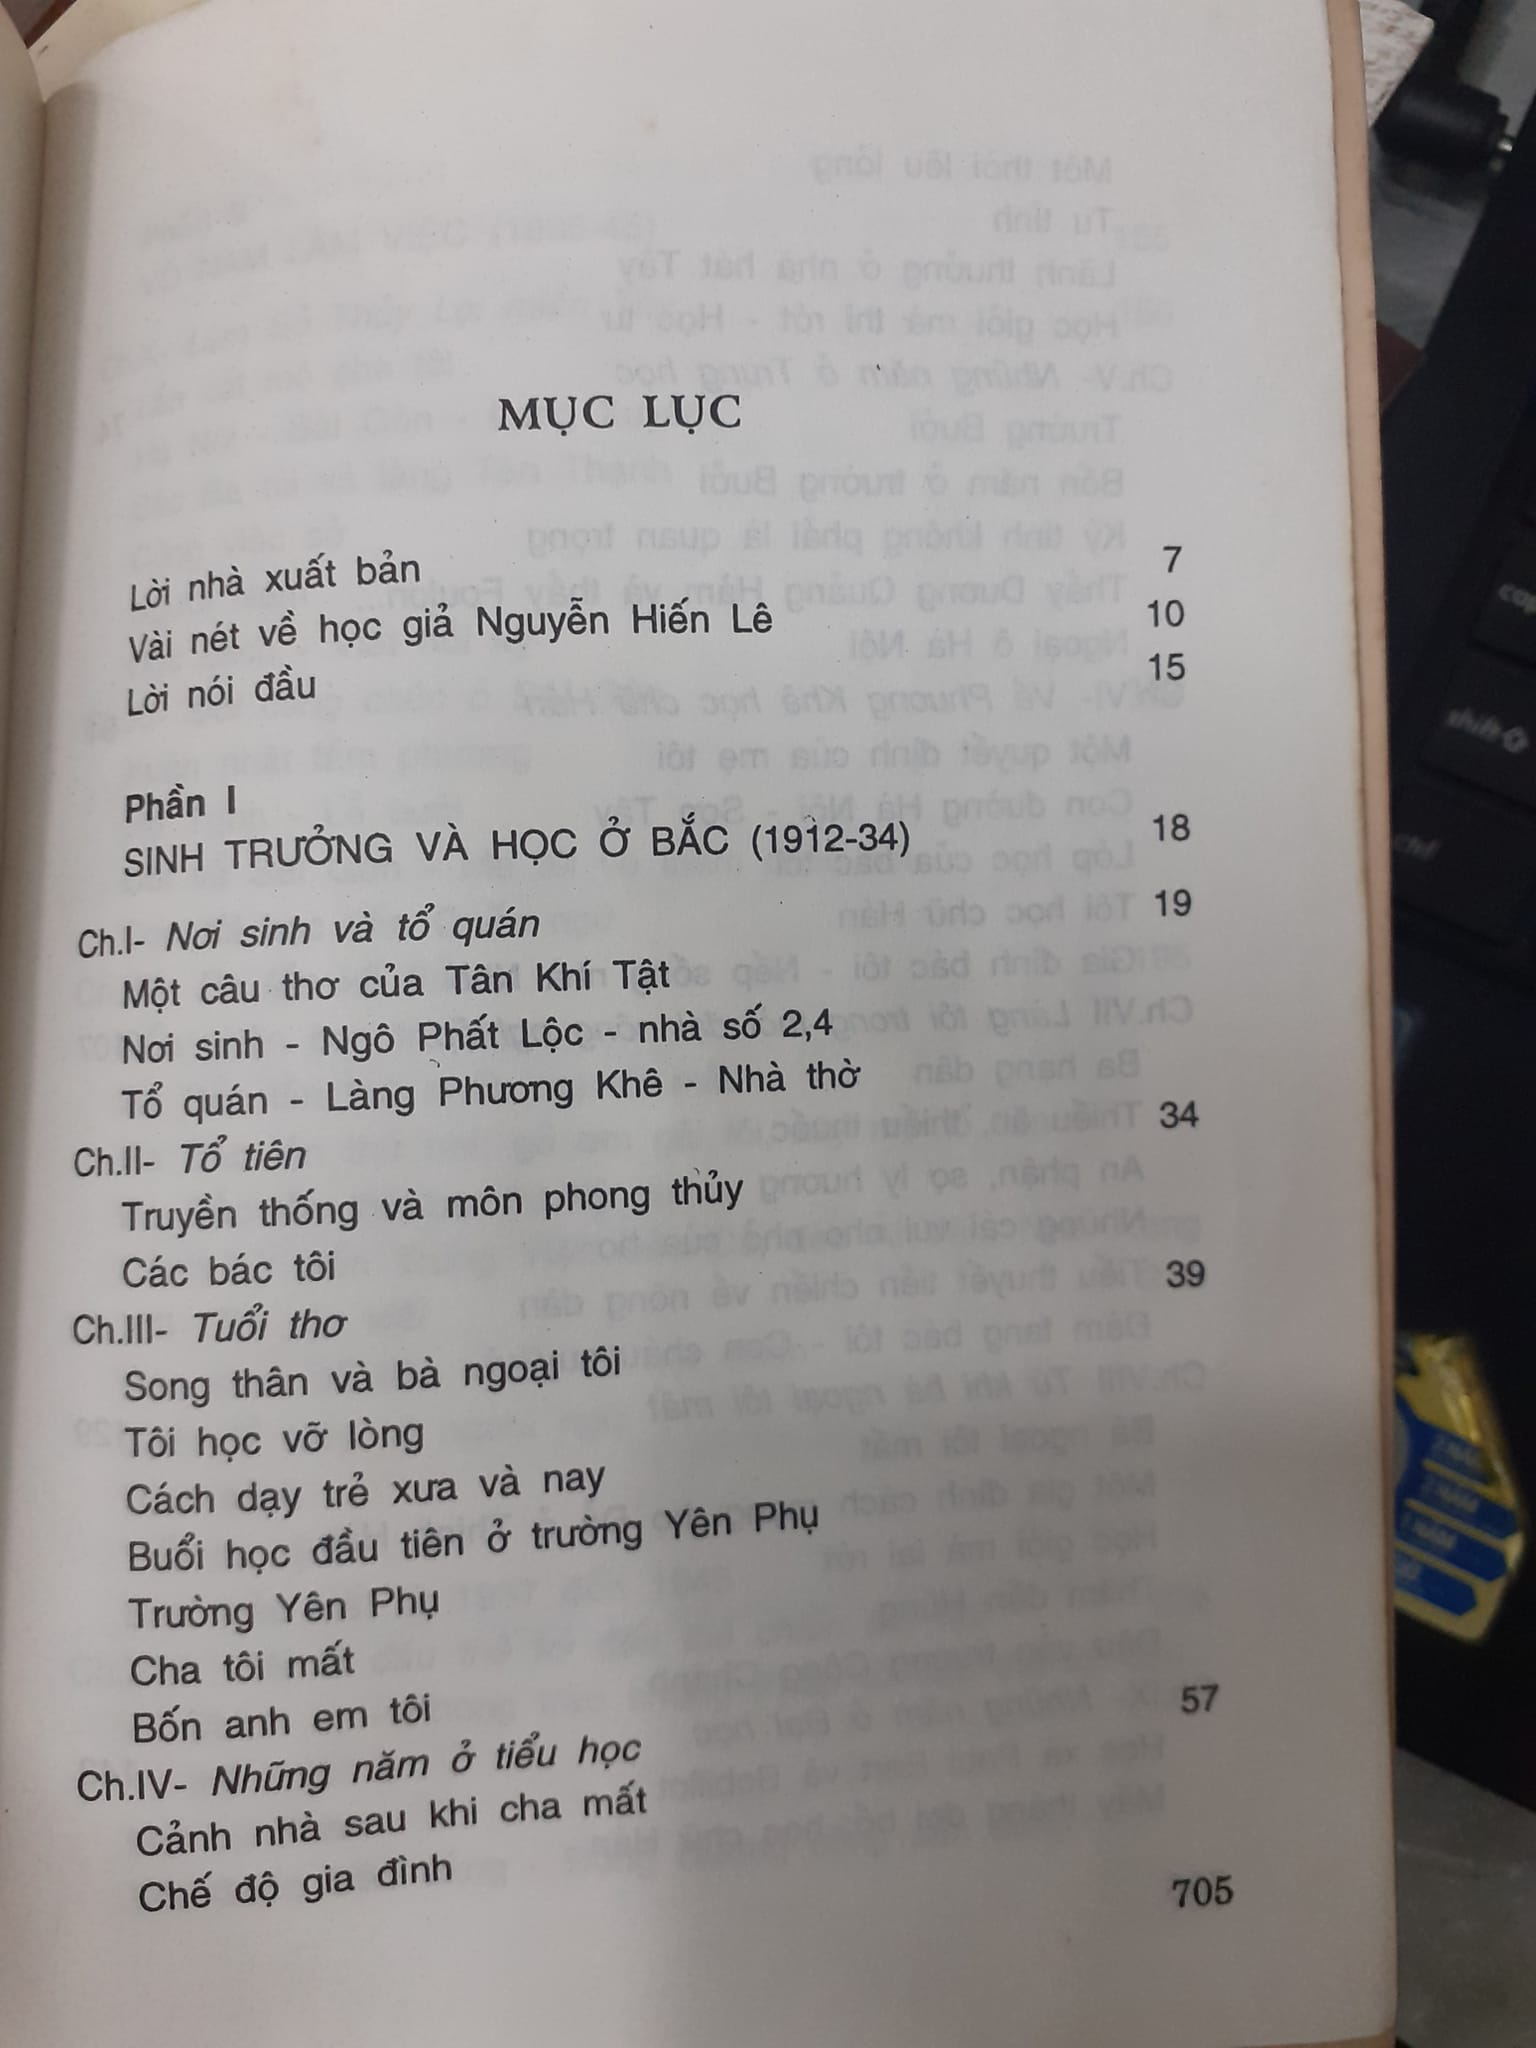 MỤC LỤC
Lời nhà xuất bản 7
Vài nét về học giả Nguyễn Hiến Lê 10
Lời nói đầu 15
Phần I
SINH TRƯỞNG VÀ HỌC Ở BẮC (1912-34) 18
Ch.I- Nơi sinh và tổ quán 19
Một câu thơ của Tân Khí Tật
Nơi sinh - Ngô Phất Lộc - nhà số 2,4
Tổ quán - Làng Phương Khê - Nhà thờ
Ch.II- Tổ tiên 34
Truyền thống và môn phong thủy
Các bác tôi
Ch.III- Tuổi thơ 39
Song thân và bà ngoại tôi
Tôi học vỡ lòng
Cách dạy trẻ xưa và nay
Buổi học đầu tiên ở trường Yên Phụ
Trường Yên Phụ
Cha tôi mất
Bốn anh em tôi
Ch.IV- Những năm ở tiểu học 57
Cảnh nhà sau khi cha mất
Chế độ gia đình
705
shift
ctrl